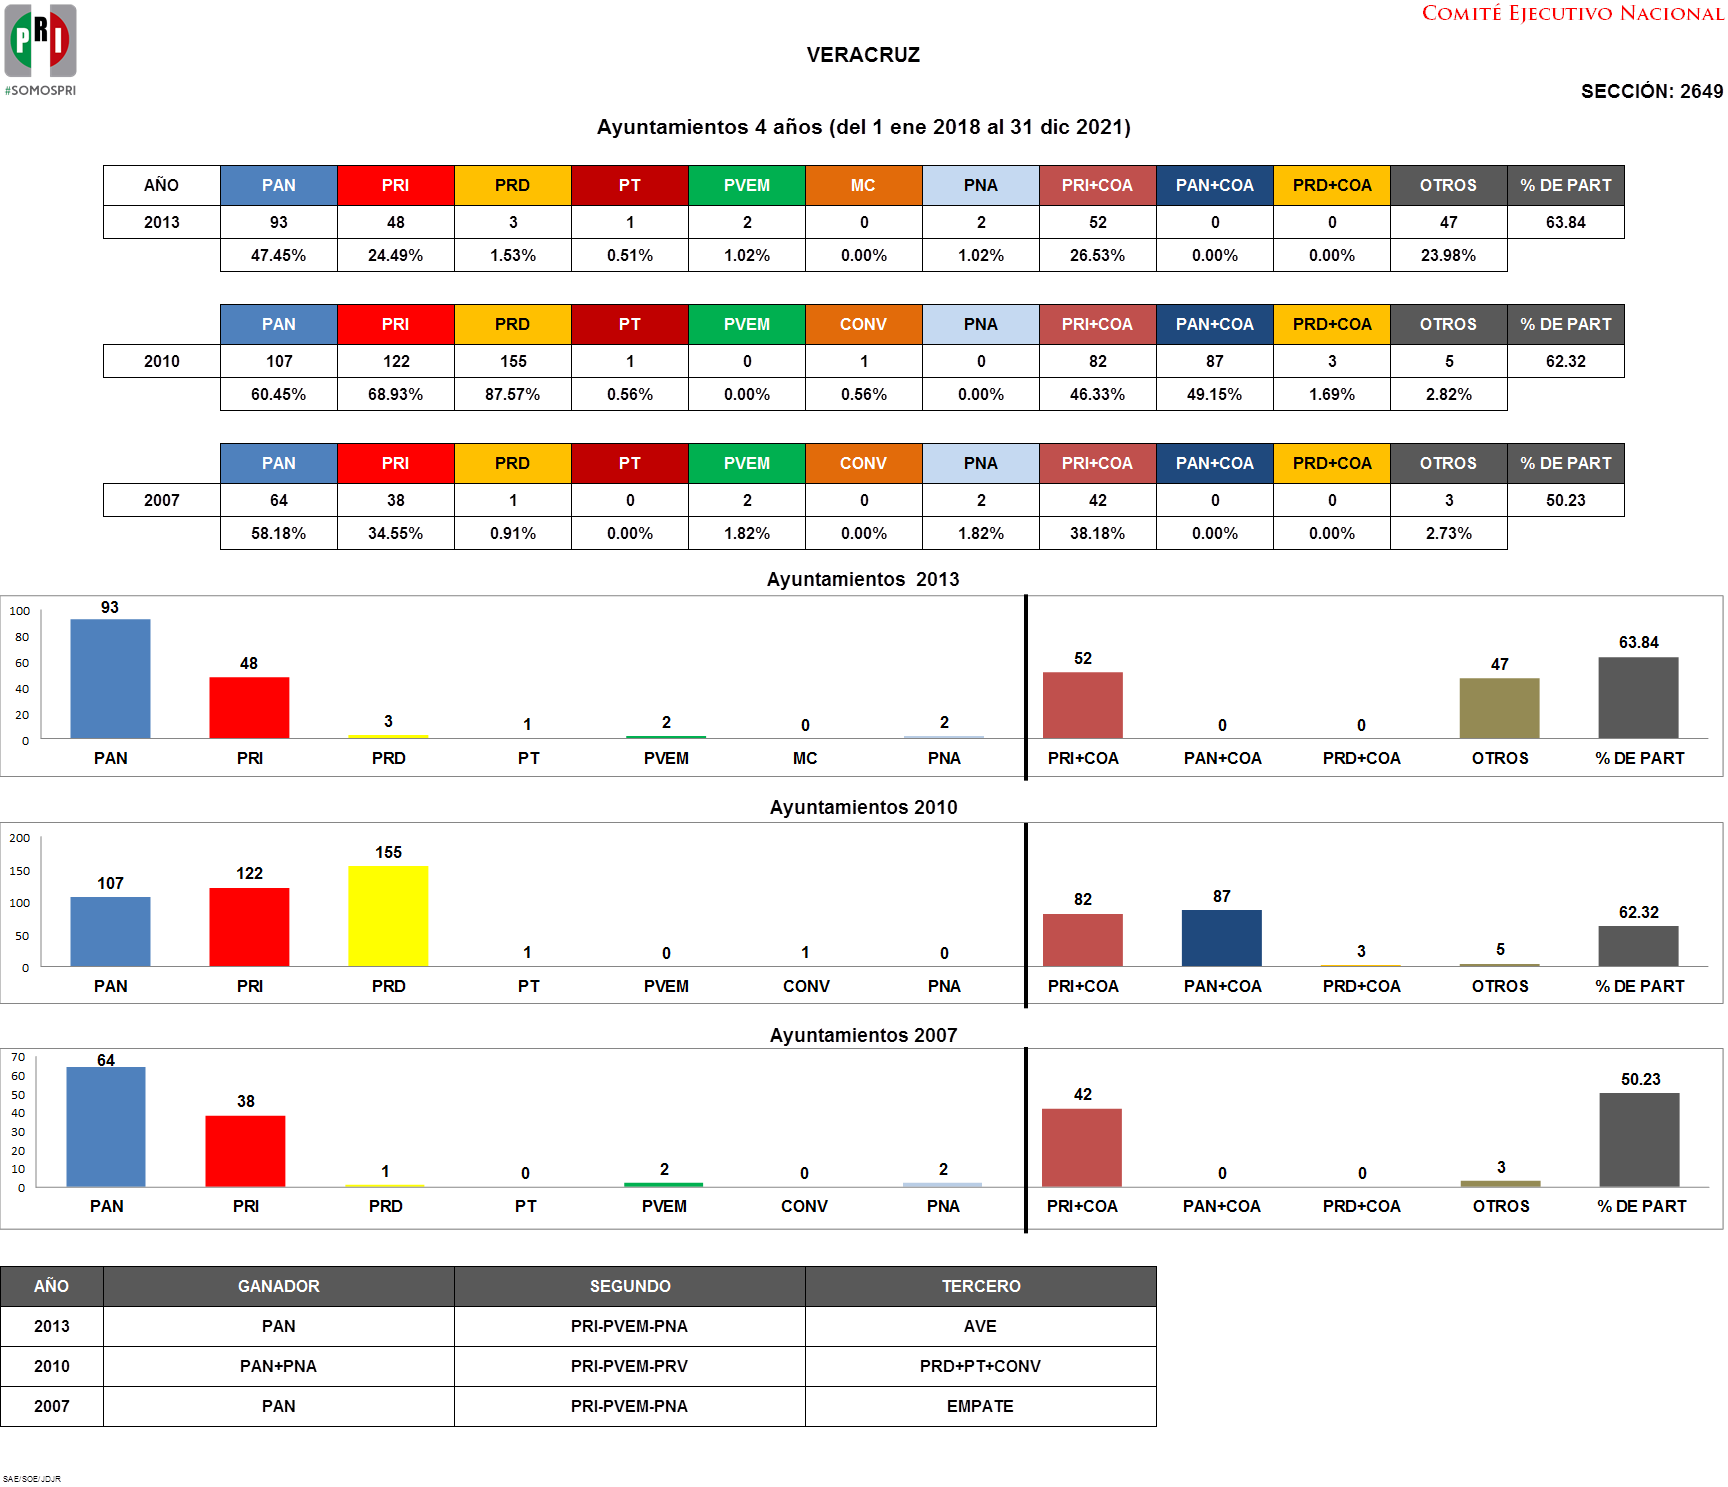 PRI
#SOMOSPRI
COMITÉ EJECUTIVO NACIONAL
VERACRUZ
SECCIÓN: 2649
Ayuntamientos 4 años (del 1 ene 2018 al 31 dic 2021)
AÑO PAN PRI PRD PT PVEM MC PNA PRI+COA PAN+COA PRD+COA OTROS % DE PART
2013 93 48 3 1 2 0 2 52 0 0 47 63.84
47.45% 24.49% 1.53% 0.51% 1.02% 0.00% 1.02% 26.53% 0.00% 0.00% 23.98%
PAN PRI PRD PT PVEM CONV PNA PRI+COA PAN+COA PRD+COA OTROS % DE PART
2010 107 122 155 1 0 1 0 82 87 3 5 62.32
60.45% 68.93% 87.57% 0.56% 0.00% 0.56% 0.00% 46.33% 49.15% 1.69% 2.82%
PAN PRI PRD PT PVEM CONV PNA PRI+COA PAN+COA PRD+COA OTROS % DE PART
2007 64 38 1 0 2 0 2 42 0 0 3 50.23
58.18% 34.55% 0.91% 0.00% 1.82% 0.00% 1.82% 38.18% 0.00% 0.00% 2.73%
Ayuntamientos 2013
100
80
60
40
20
0
93 48 3 1 2 0 2 52 0 0 47 63.84
PAN PRI PRD PT PVEM MC PNA PRI+COA PAN+COA PRD+COA OTROS % DE PART
Ayuntamientos 2010
200
150
100
50
0
107 122 155 1 0 1 0 82 87 3 5 62.32
PAN PRI PRD PT PVEM CONV PNA PRI+COA PAN+COA PRD+COA OTROS % DE PART
Ayuntamientos 2007
70
60
50
40
30
20
10
0
64 38 1 0 2 0 2 42 0 0 3 50.23
PAN PRI PRD PT PVEM CONV PNA PRI+COA PAN+COA PRD+COA OTROS % DE PART
AÑO GANADOR SEGUNDO TERCERO
2013 PAN PRI-PVEM-PNA AVE
2010 PAN+PNA PRI-PVEM-PRV PRD+PT+CONV
2007 PAN PRI-PVEM-PNA EMPATE
SAE/SOE/JDJR